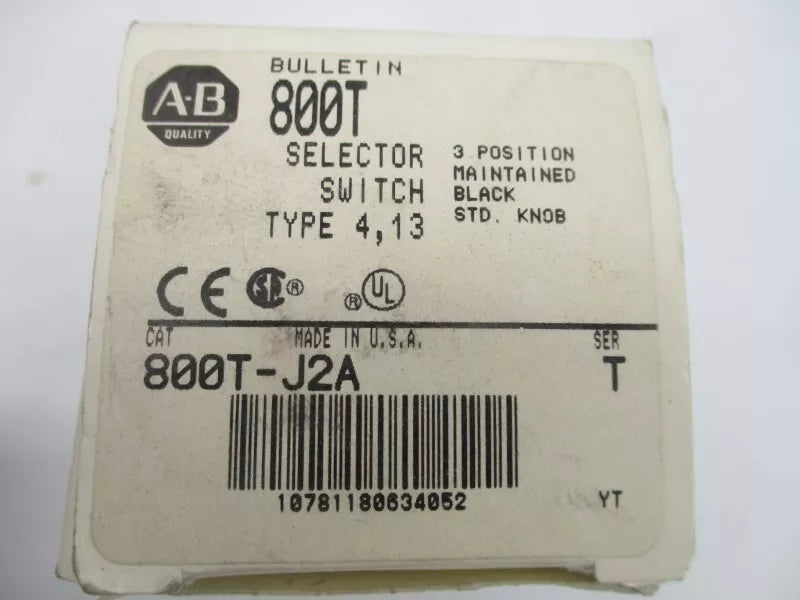 A-B
QUALITY
BULLETIN
800T
SELECTOR
SWITCH
TYPE 4,13
3 POSITION
MAINTAINED
BLACK
STD. KNOB
CE SA ® ® UL
CAT MADE IN U.S.A. SER
800T-J2A T
10781180634052 YT